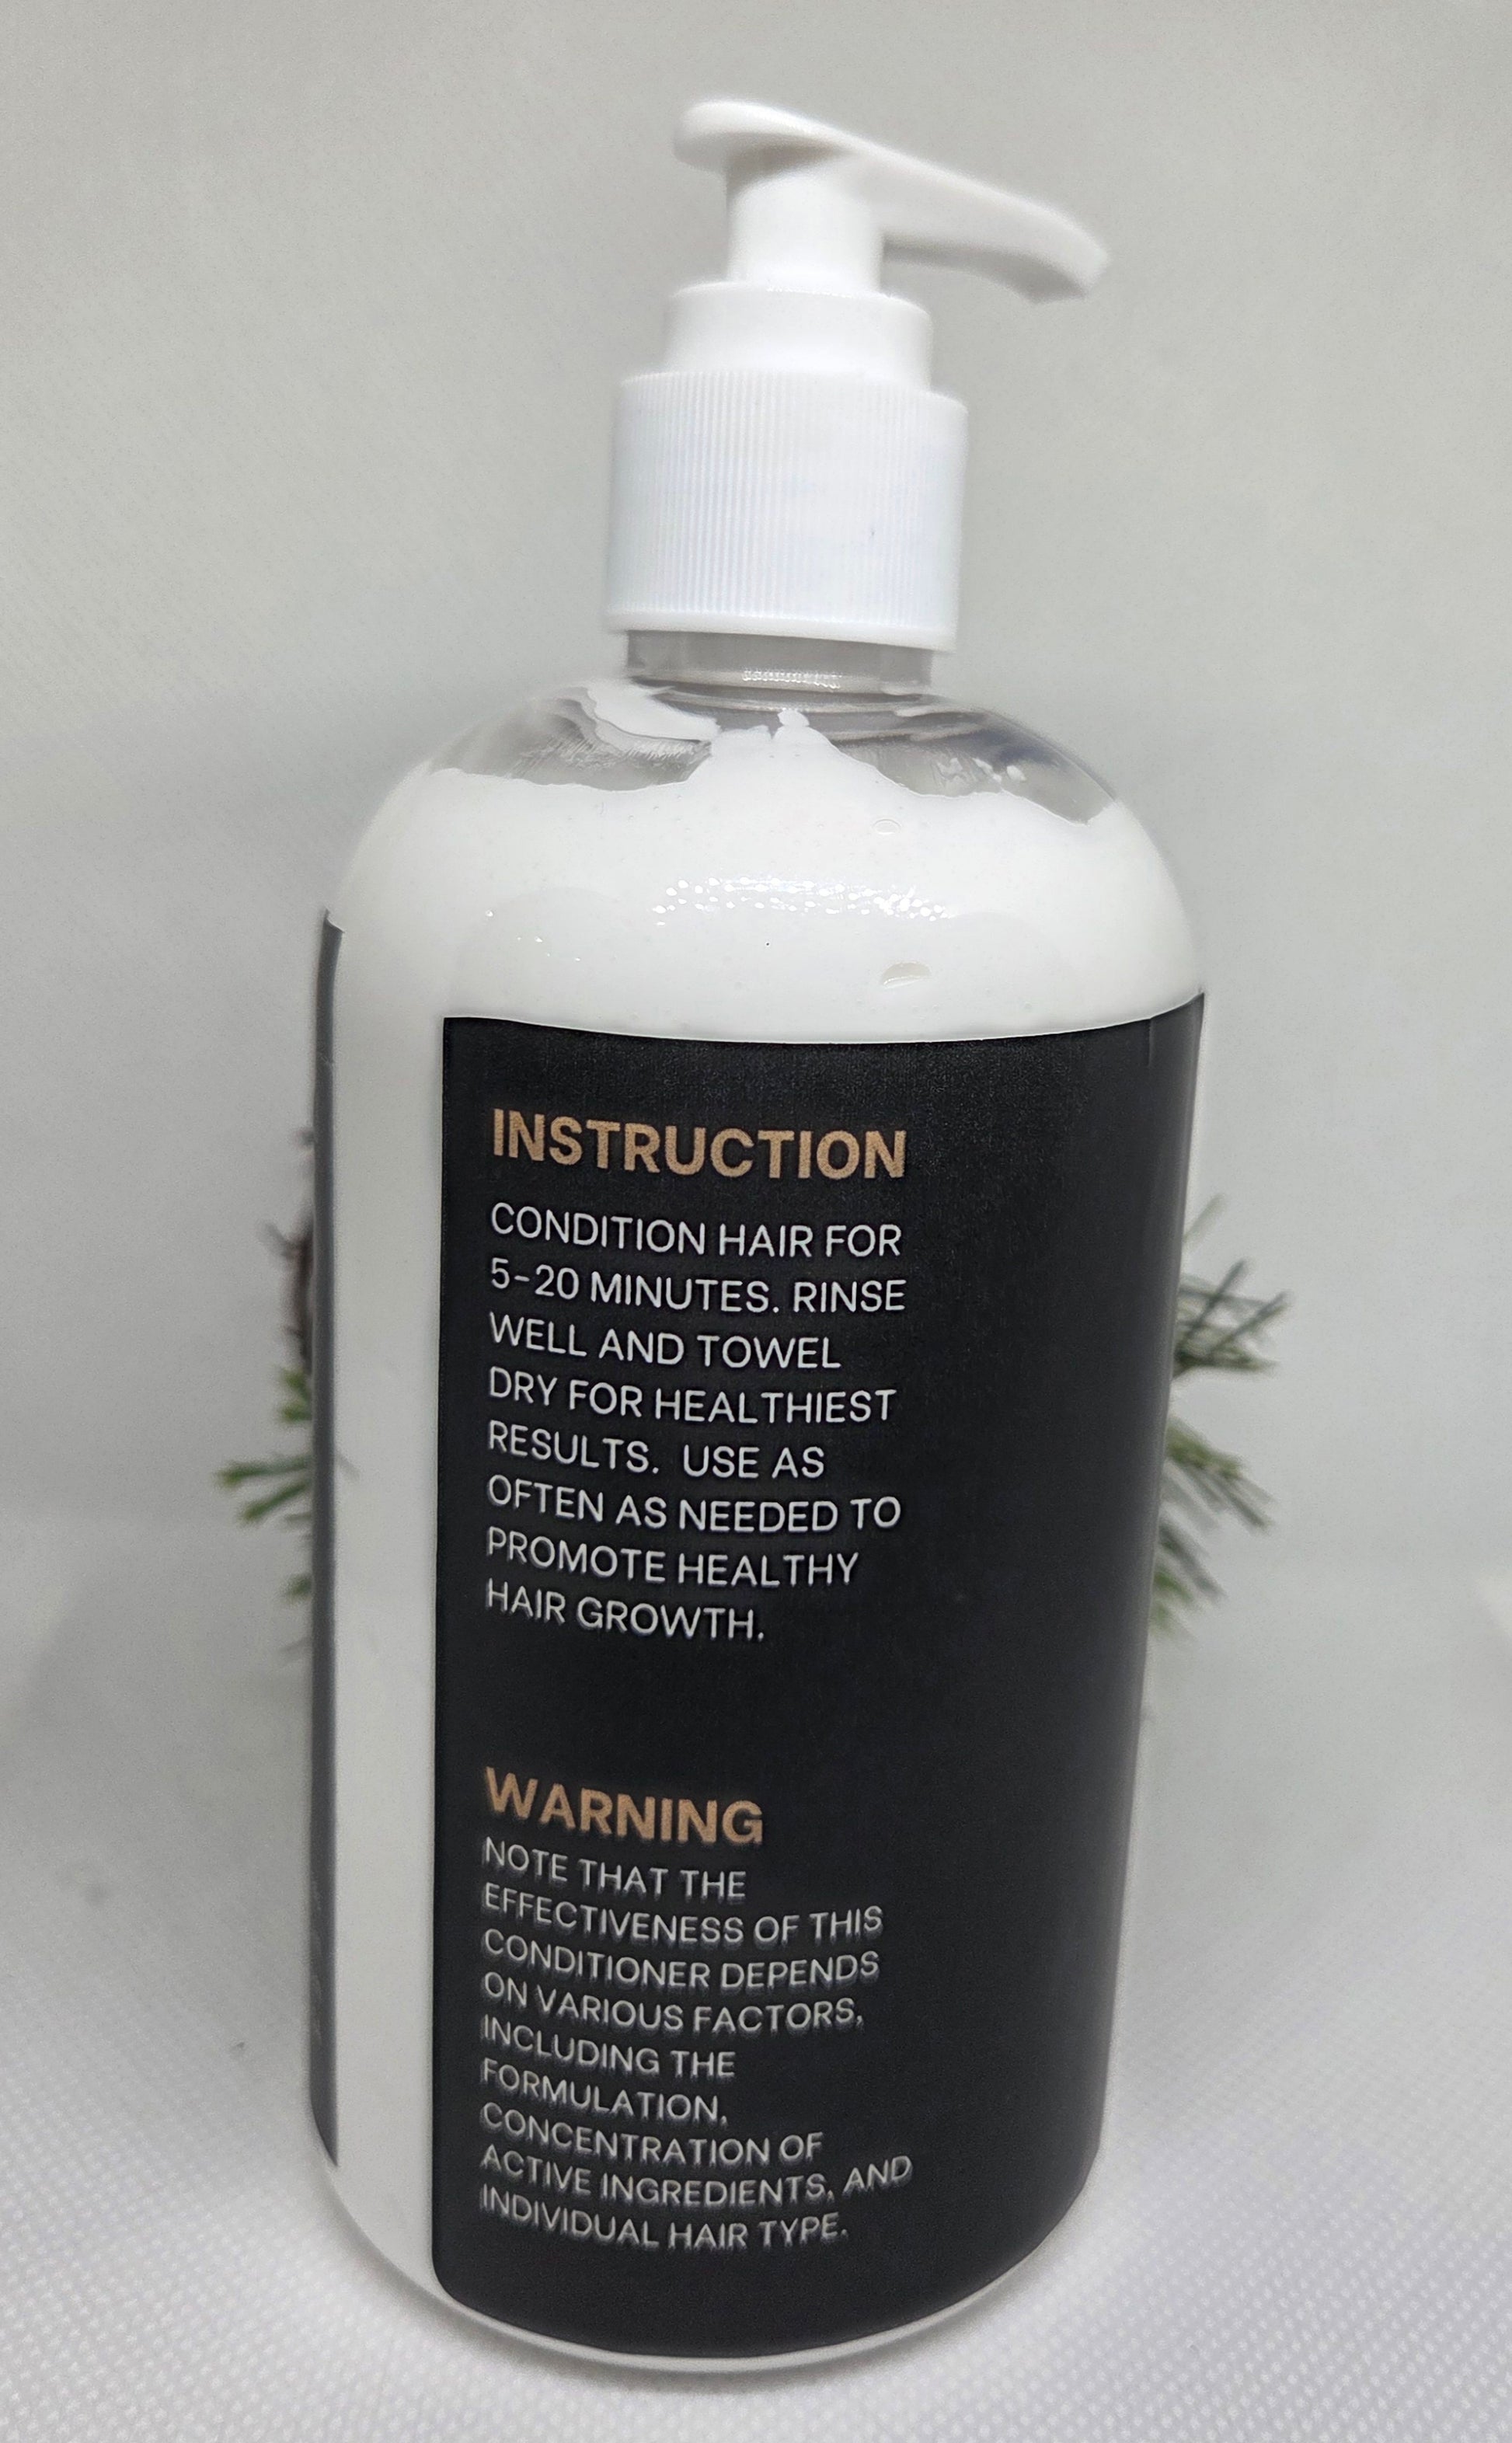 INSTRUCTION
CONDITION HAIR FOR
5-20 MINUTES. RINSE
WELL AND TOWEL
DRY FOR HEALTHIEST
RESULTS. USE AS
OFTEN AS NEEDED TO
PROMOTE HEALTHY
HAIR GROWTH.
WARNING
NOTE THAT THE
EFFECTIVENESS OF THIS
CONDITIONER DEPENDS
ON VARIOUS FACTORS,
INCLUDING THE
FORMULATION,
CONCENTRATION OF
ACTIVE INGREDIENTS, AND
INDIVIDUAL HAIR TYPE.